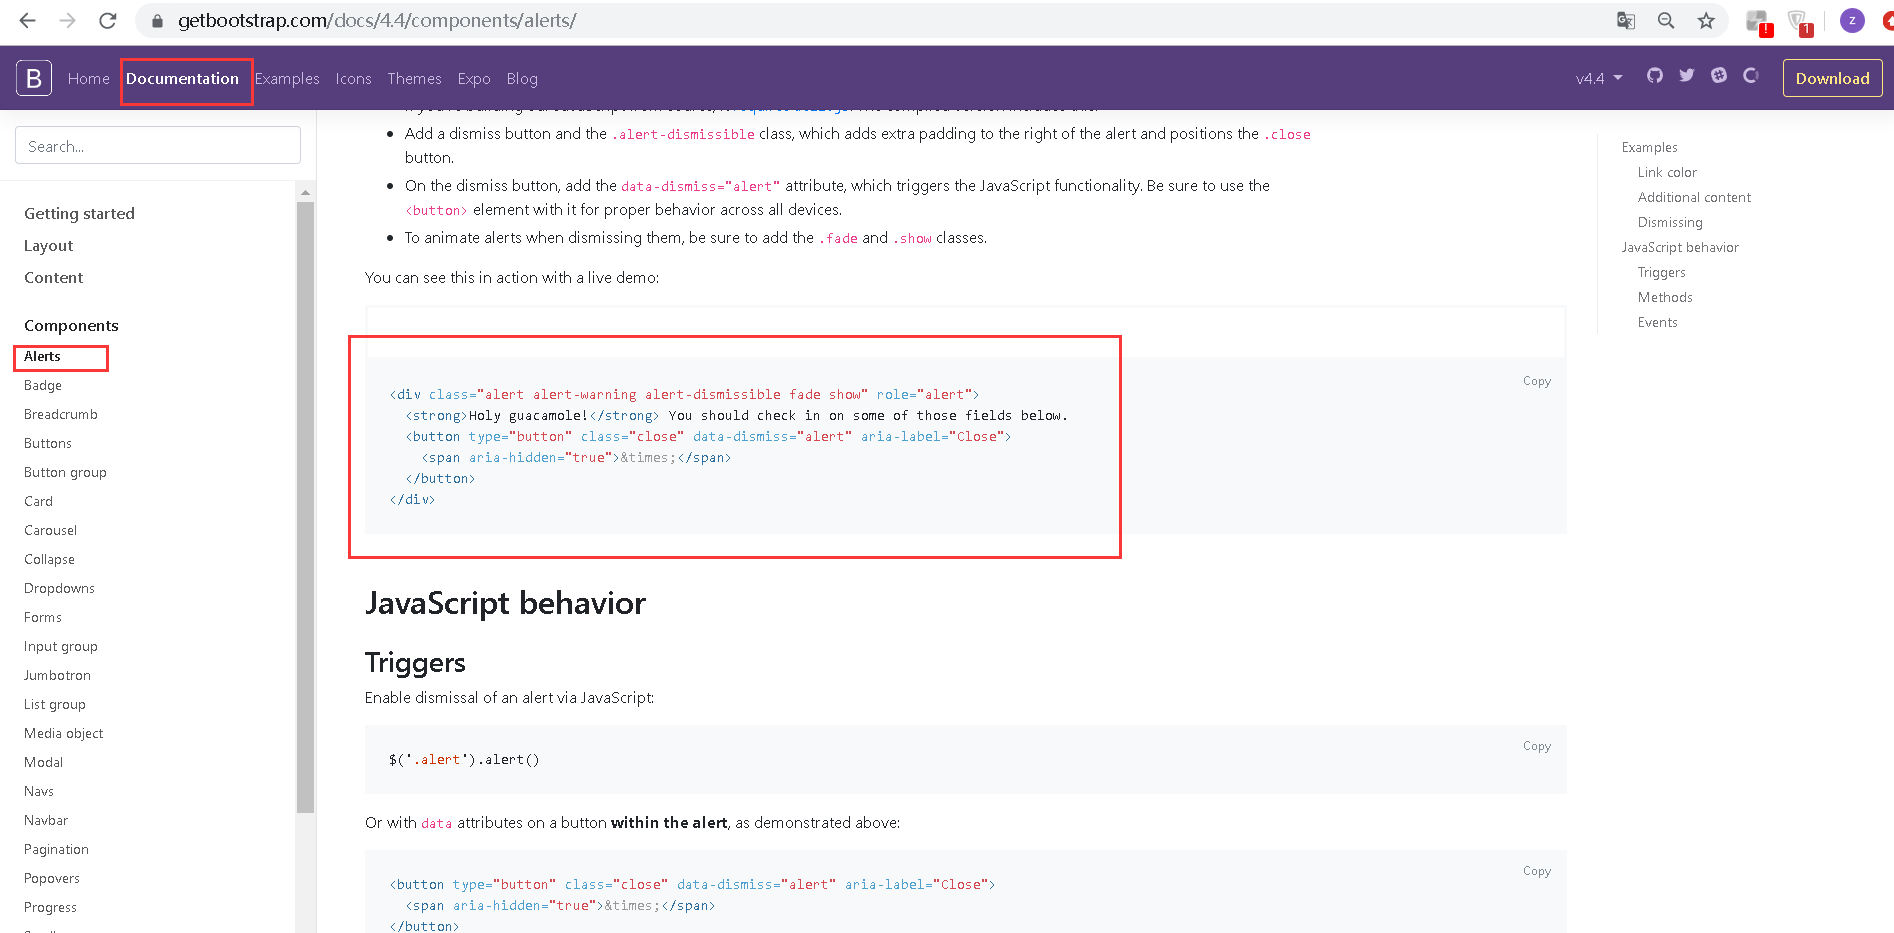 getbootstrap.com/docs/4.4/components/alerts/
1
z
B Home Documentation Examples Icons Themes Expo Blog v4.4 Download
Search...
Getting started
Layout
Content
Components
Alerts
Badge
Breadcrumb
Buttons
Button group
Card
Carousel
Collapse
Dropdowns
Forms
Input group
Jumbotron
List group
Media object
Modal
Navs
Navbar
Pagination
Popovers
Progress
Add a dismiss button and the .alert-dismissible class, which adds extra padding to the right of the alert and positions the .close
button.
On the dismiss button, add the data-dismiss="alert" attribute, which triggers the JavaScript functionality. Be sure to use the
<button> element with it for proper behavior across all devices.
To animate alerts when dismissing them, be sure to add the .fade and .show classes.
You can see this in action with a live demo:
Copy
<div class="alert alert-warning alert-dismissible fade show" role="alert">
<strong>Holy guacamole!</strong> You should check in on some of those fields below.
<button type="button" class="close" data-dismiss="alert" aria-label="Close">
<span aria-hidden="true">&times;</span>
</button>
</div>
JavaScript behavior
Triggers
Enable dismissal of an alert via JavaScript:
Copy
$('.alert').alert()
Or with data attributes on a button within the alert, as demonstrated above:
Copy
<button type="button" class="close" data-dismiss="alert" aria-label="Close">
<span aria-hidden="true">&times;</span>
</button>
Examples
Link color
Additional content
Dismissing
JavaScript behavior
Triggers
Methods
Events